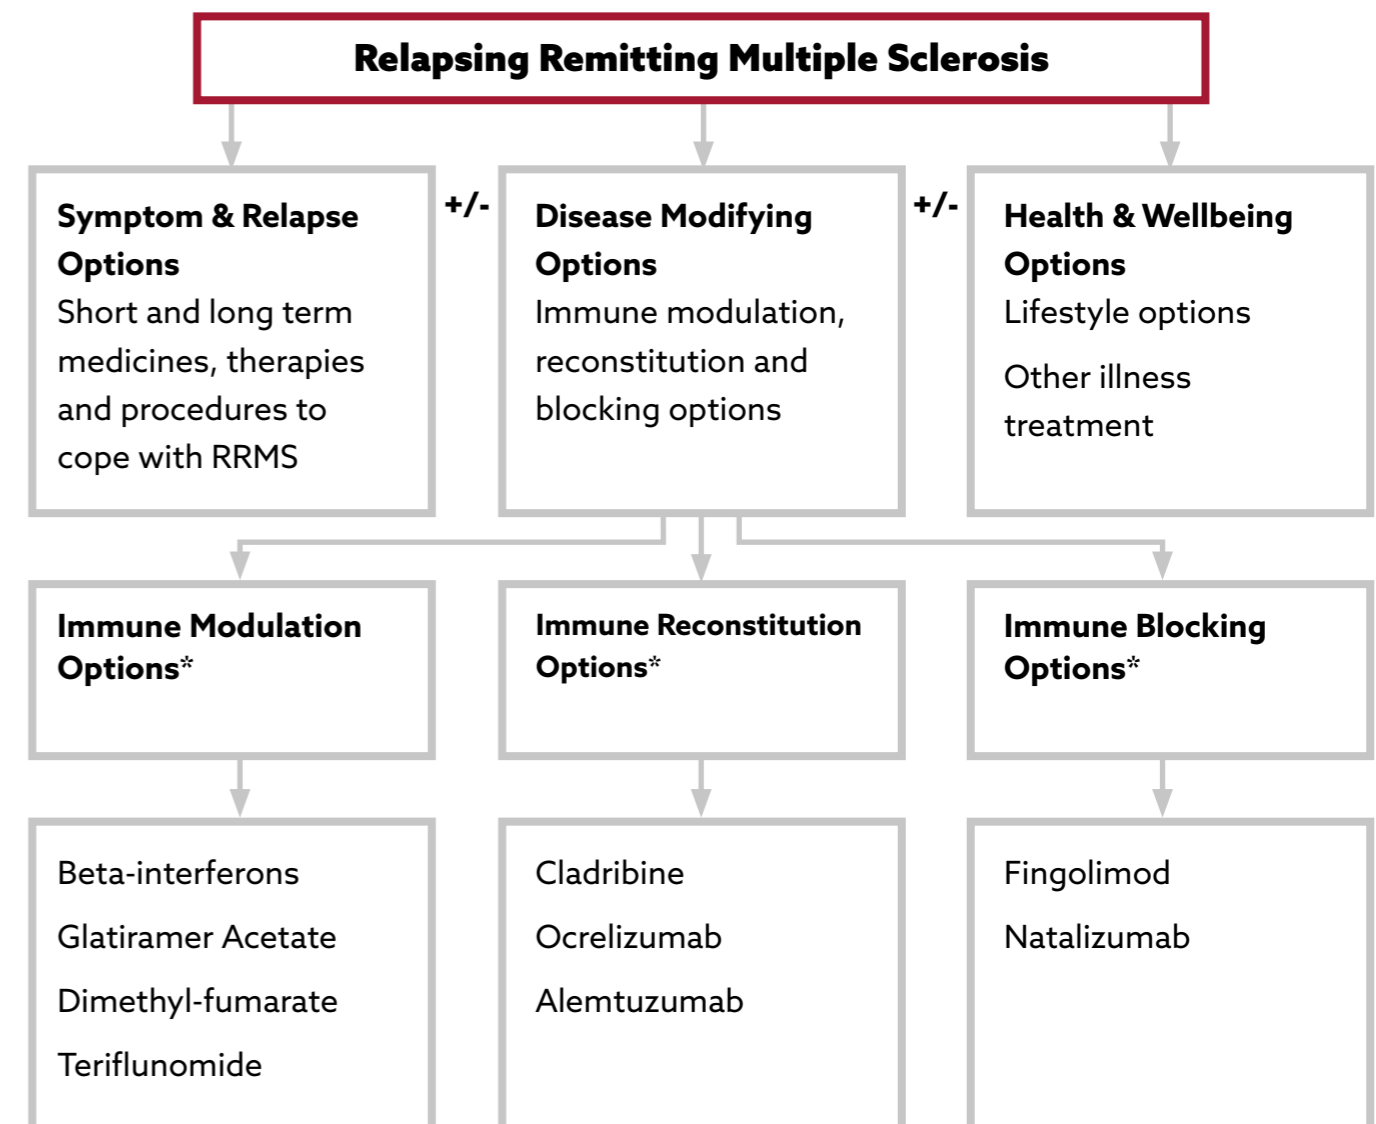 Relapsing Remitting Multiple Sclerosis
Symptom & Relapse
Options
Short and long term
medicines, therapies
and procedures to
cope with RRMS
+/-
Disease Modifying
Options
Immune modulation,
reconstitution and
blocking options
+/-
Health & Wellbeing
Options
Lifestyle options
Other illness
treatment
Immune Modulation
Options*
Immune Reconstitution
Options*
Immune Blocking
Options*
Beta-interferons
Glatiramer Acetate
Dimethyl-fumarate
Teriflunomide
Cladribine
Ocrelizumab
Alemtuzumab
Fingolimod
Natalizumab